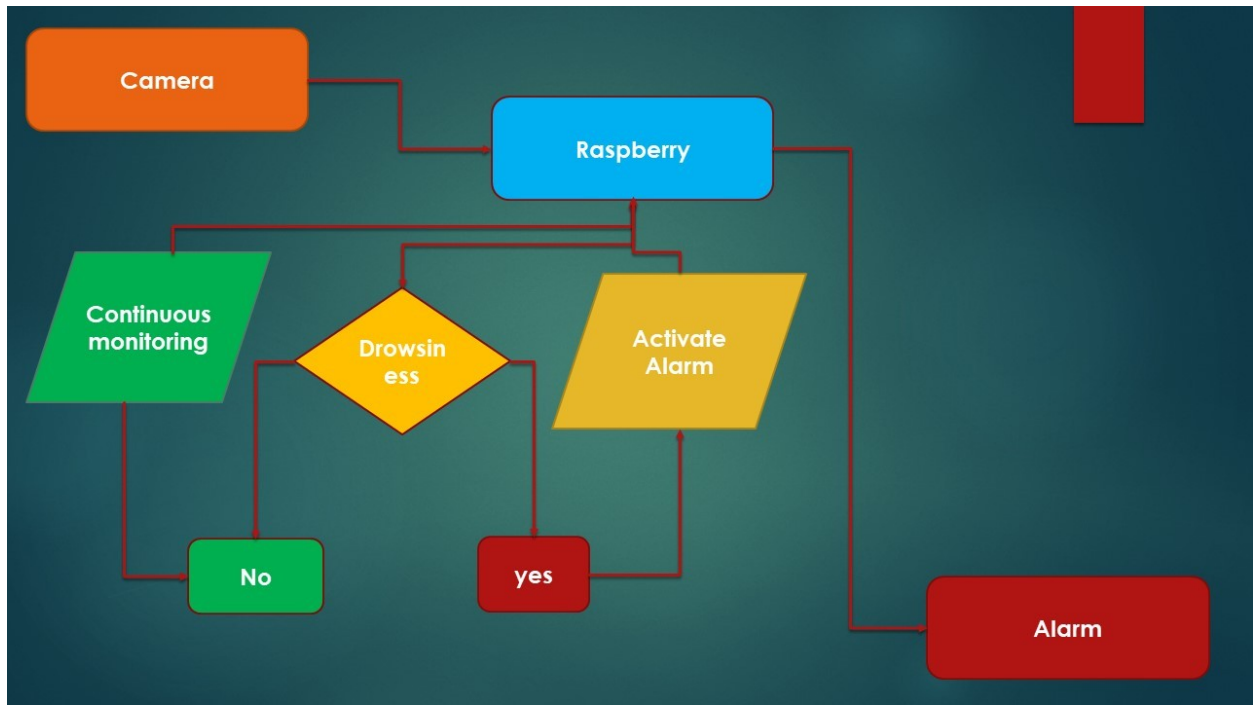 Camera
Raspberry
Continuous
monitoring
Drowsin
ess
Activate
Alarm
No
yes
Alarm